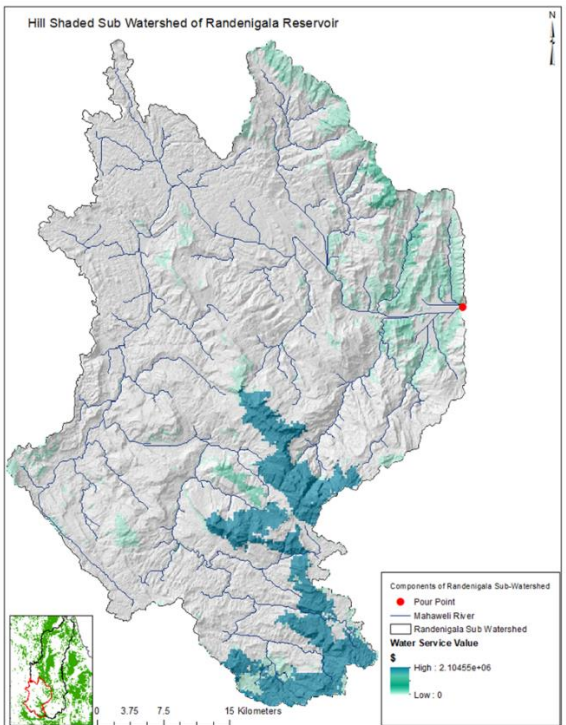 Hill Shaded Sub Watershed of Randenigala Reservoir
N
Components of Randenigala Sub-Watershed
Pour Point
Mahaweli River
Randenigala Sub Watershed
Water Service Value
$
High : 2.10455e+06
Low : 0
0 3.75 7.5 15 Kilometers